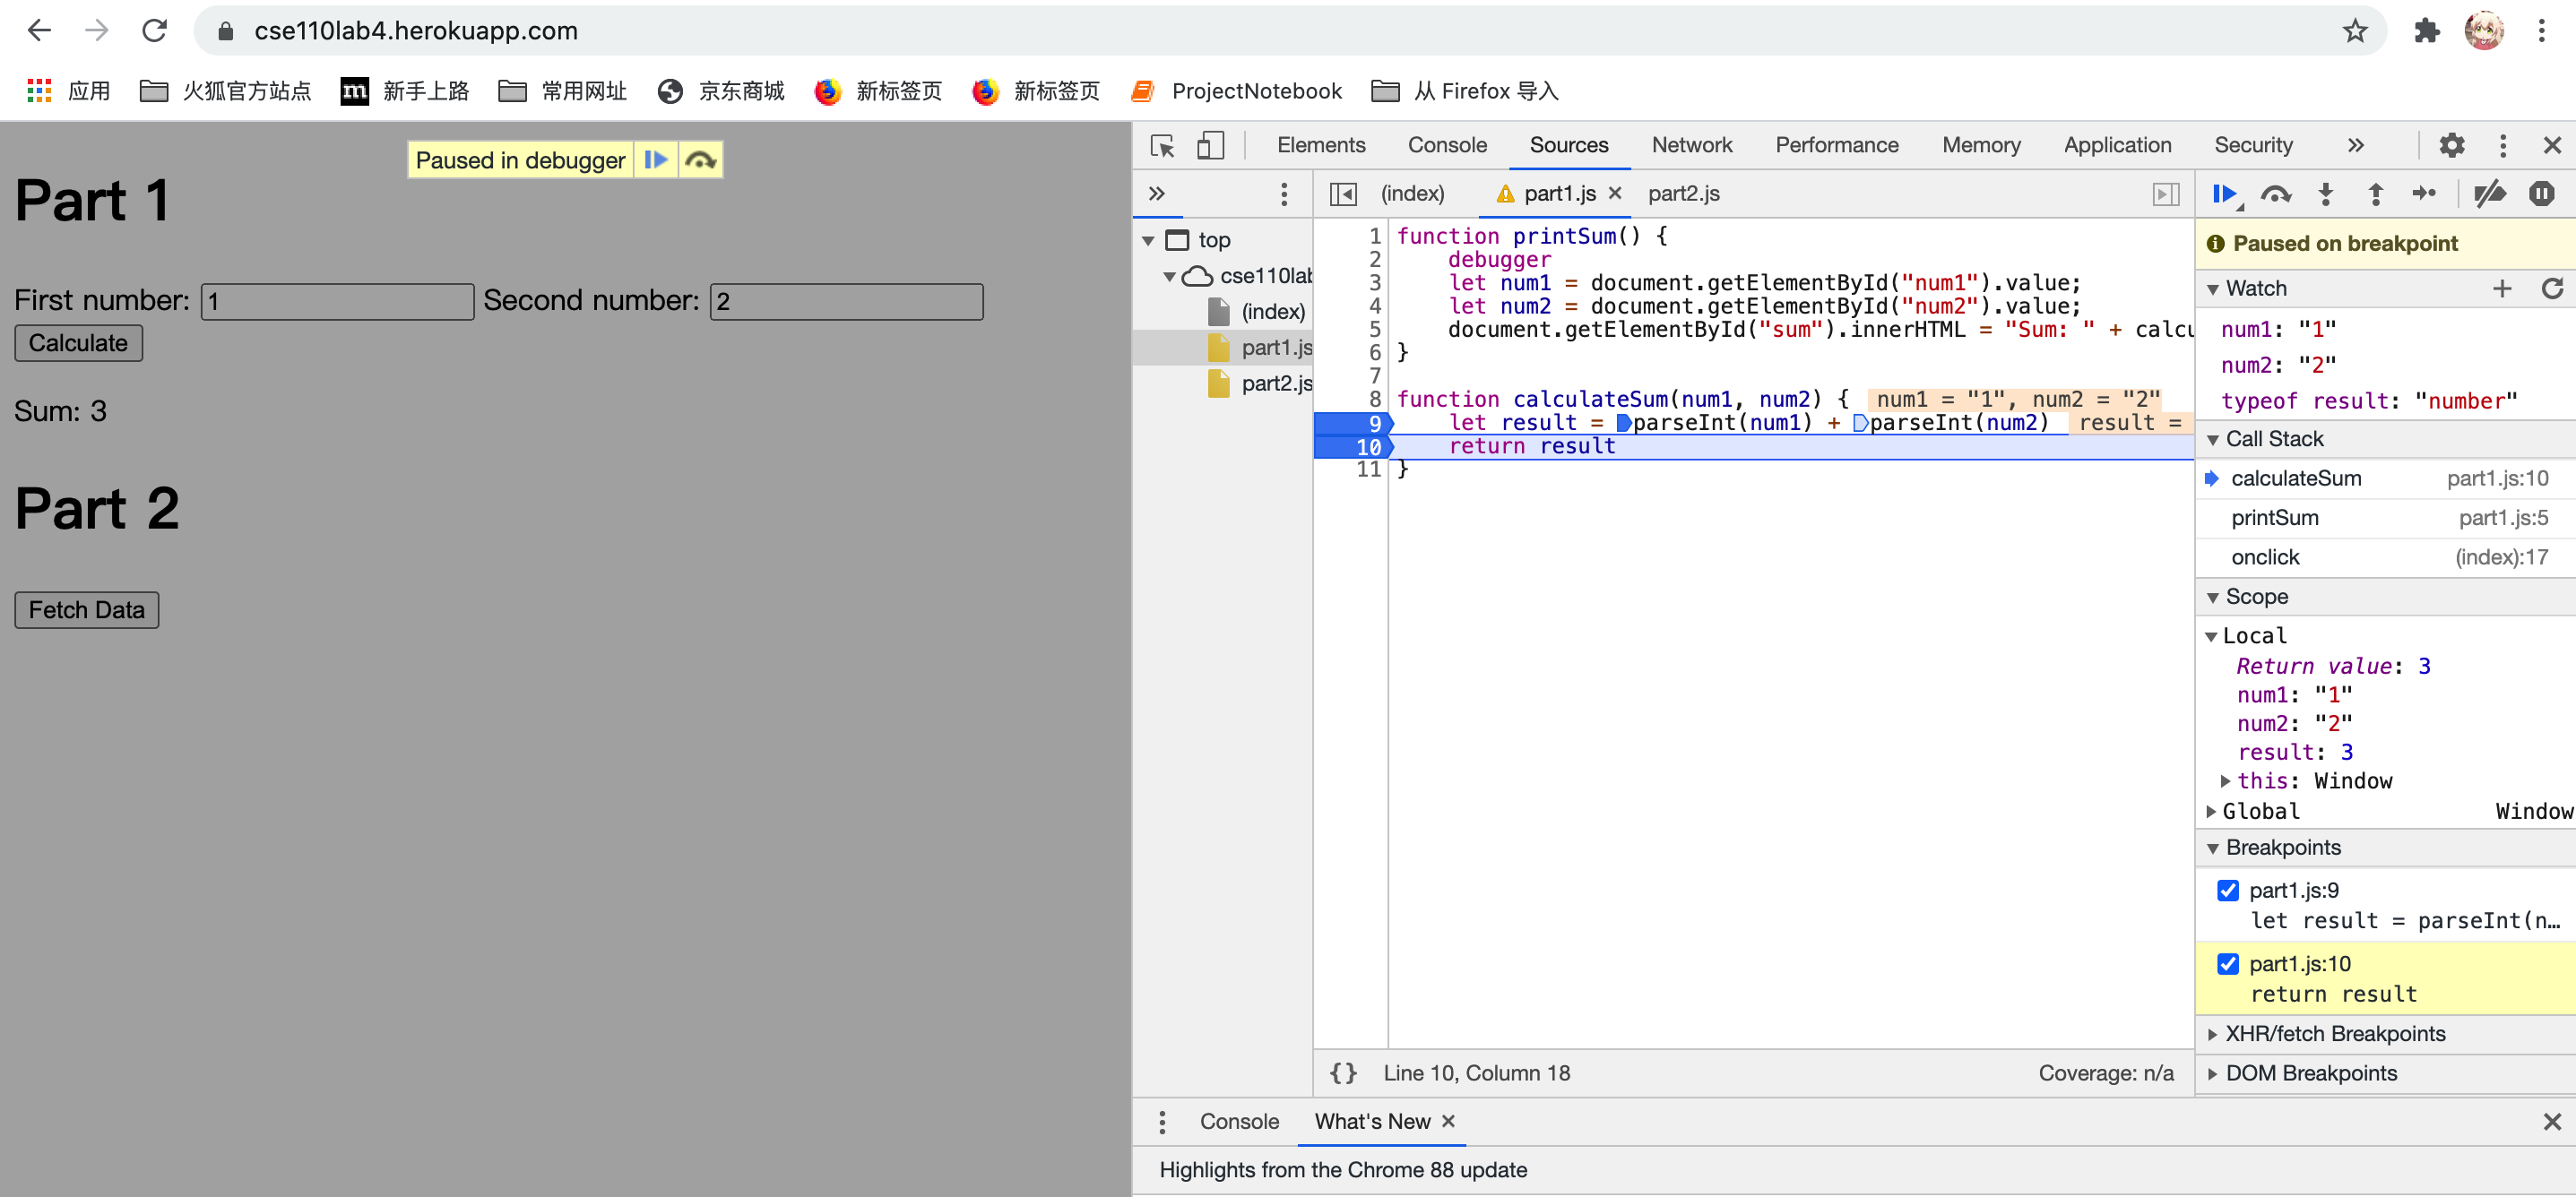 cse110lab4.herokuapp.com
应用 火狐官方站点 新手上路 常用网址 京东商城 新标签页 新标签页 ProjectNotebook 从 Firefox 导入
Paused in debugger
Part 1
First number: 1 Second number: 2
Calculate
Sum: 3
Part 2
Fetch Data
Elements Console Sources Network Performance Memory Application Security
(index) part1.js part2.js
top
cse110lab
(index)
part1.js
part2.js
1 function printSum() {
2 debugger
3 let num1 = document.getElementById("num1").value;
4 let num2 = document.getElementById("num2").value;
5 document.getElementById("sum").innerHTML = "Sum: " + calcu
6 }
7
8 function calculateSum(num1, num2) { num1 = "1", num2 = "2"
9 let result = parseInt(num1) + parseInt(num2) result =
10 return result
11 }
{} Line 10, Column 18 Coverage: n/a
Paused on breakpoint
Watch
num1: "1"
num2: "2"
typeof result: "number"
Call Stack
calculateSum part1.js:10
printSum part1.js:5
onclick (index):17
Scope
Local
Return value: 3
num1: "1"
num2: "2"
result: 3
this: Window
Global Window
Breakpoints
part1.js:9
let result = parseInt(n…
part1.js:10
return result
XHR/fetch Breakpoints
DOM Breakpoints
Console What's New
Highlights from the Chrome 88 update